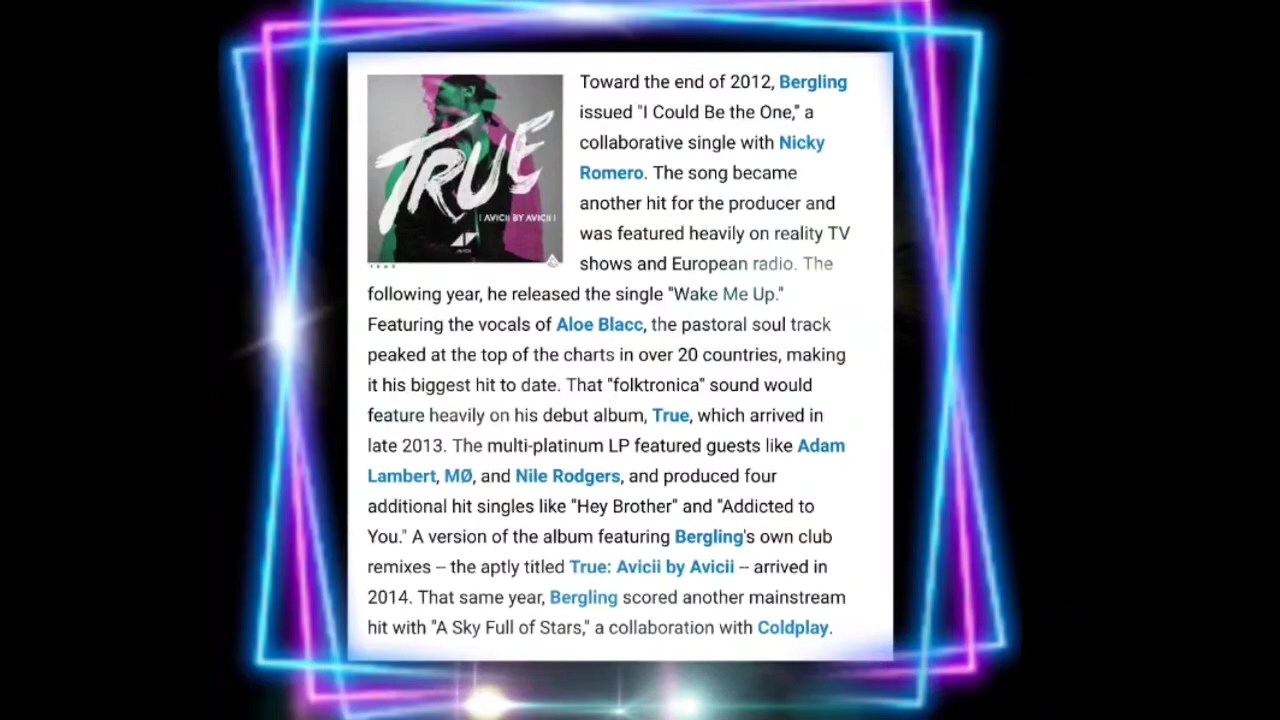 Toward the end of 2012, Bergling
issued "I Could Be the One," a
collaborative single with Nicky
Romero. The song became
another hit for the producer and
was featured heavily on reality TV
shows and European radio. The
TRUE
( AVICII BY AVICII )
AVICII
TRUE
following year, he released the single "Wake Me Up."
Featuring the vocals of Aloe Blacc, the pastoral soul track
peaked at the top of the charts in over 20 countries, making
it his biggest hit to date. That "folktronica" sound would
feature heavily on his debut album, True, which arrived in
late 2013. The multi-platinum LP featured guests like Adam
Lambert, MØ, and Nile Rodgers, and produced four
additional hit singles like "Hey Brother" and "Addicted to
You." A version of the album featuring Bergling's own club
remixes -- the aptly titled True: Avicii by Avicii -- arrived in
2014. That same year, Bergling scored another mainstream
hit with "A Sky Full of Stars," a collaboration with Coldplay.